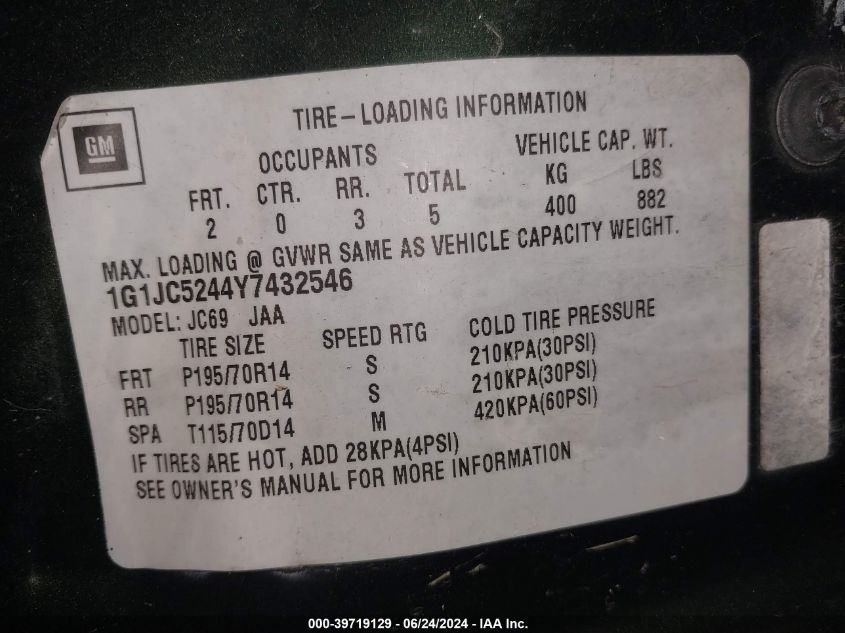 GM
TIRE-LOADING INFORMATION
OCCUPANTS VEHICLE CAP. WT.
FRT. CTR. RR. TOTAL KG LBS
2 0 3 5 400 882
MAX. LOADING @ GVWR SAME AS VEHICLE CAPACITY WEIGHT.
1G1JC5244Y7432546
MODEL: JC69 JAA
TIRE SIZE SPEED RTG COLD TIRE PRESSURE
FRT P195/70R14 S 210KPA(30PSI)
RR P195/70R14 S 210KPA(30PSI)
SPA T115/70D14 M 420KPA(60PSI)
IF TIRES ARE HOT, ADD 28KPA(4PSI)
SEE OWNER'S MANUAL FOR MORE INFORMATION
000-39719129 - 06/24/2024 - IAA Inc.